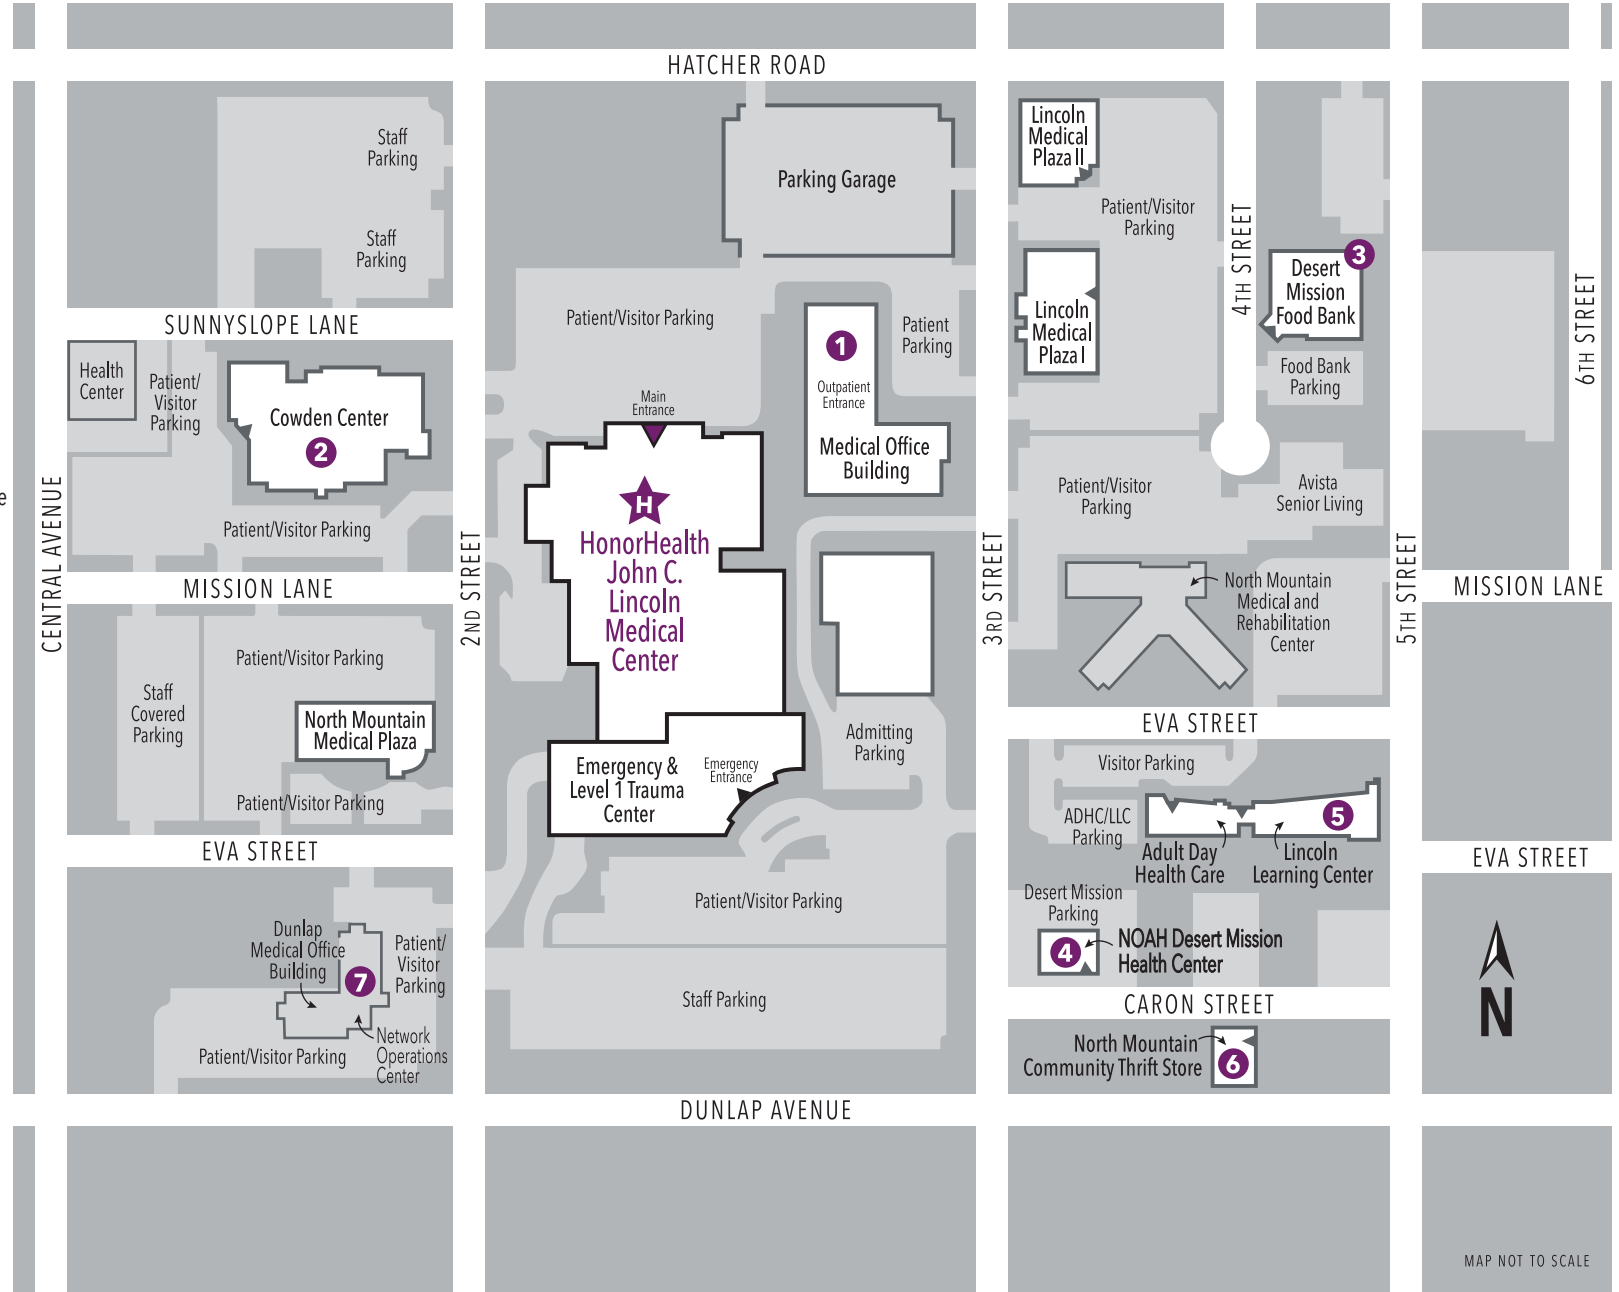 HATCHER ROAD
Staff
Parking
Staff
Parking
Parking Garage
Lincoln
Medical
Plaza II
Patient/Visitor
Parking
4TH STREET
3
Desert
Mission
Food Bank
Lincoln
Medical
Plaza I
Food Bank
Parking
6TH STREET
SUNNYSLOPE LANE
Patient/Visitor Parking
Patient
Parking
1
Outpatient
Entrance
Medical Office
Building
Health
Center
Patient/
Visitor
Parking
Cowden Center
2
Patient/Visitor Parking
e
CENTRAL AVENUE
Main
Entrance
H
HonorHealth
John C.
Lincoln
Medical
Center
2ND STREET
3RD STREET
Patient/Visitor
Parking
Avista
Senior Living
5TH STREET
North Mountain
Medical and
Rehabilitation
Center
MISSION LANE
MISSION LANE
Patient/Visitor Parking
Staff
Covered
Parking
North Mountain
Medical Plaza
Patient/Visitor Parking
Emergency &
Level 1 Trauma
Center
Emergency
Entrance
Admitting
Parking
EVA STREET
Visitor Parking
ADHC/LLC
Parking
5
Adult Day
Health Care
Lincoln
Learning Center
EVA STREET
EVA STREET
Patient/Visitor Parking
Desert Mission
Parking
4
NOAH Desert Mission
Health Center
Dunlap
Medical Office
Building
7
Patient/
Visitor
Parking
Network
Operations
Center
Patient/Visitor Parking
Staff Parking
CARON STREET
North Mountain
Community Thrift Store
6
N
DUNLAP AVENUE
MAP NOT TO SCALE